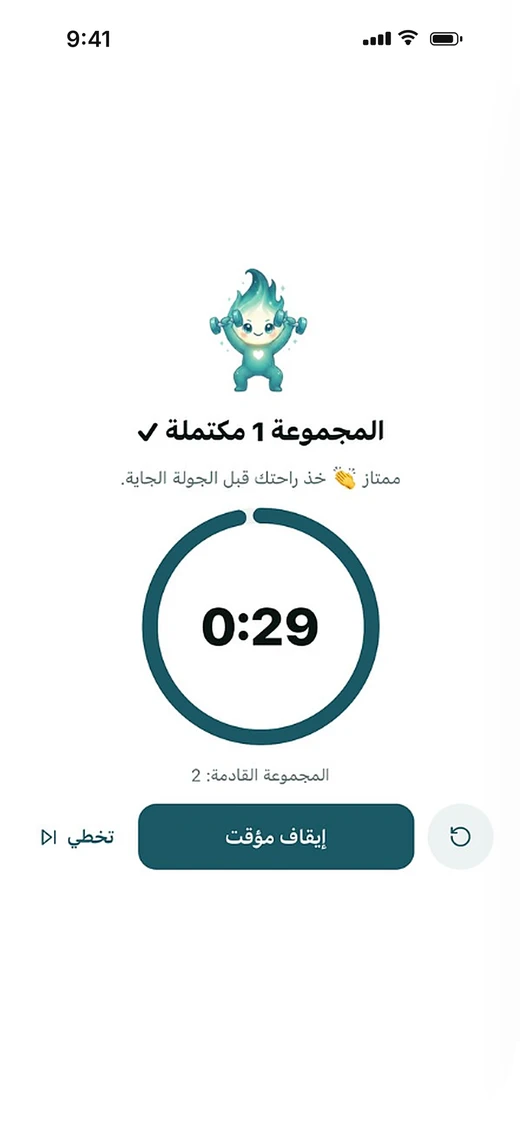 9:41
المجموعة 1 مكتملة ✓
ممتاز 👏 خذ راحتك قبل الجولة الجاية.
0:29
المجموعة القادمة: 2
إيقاف مؤقت
تخطي